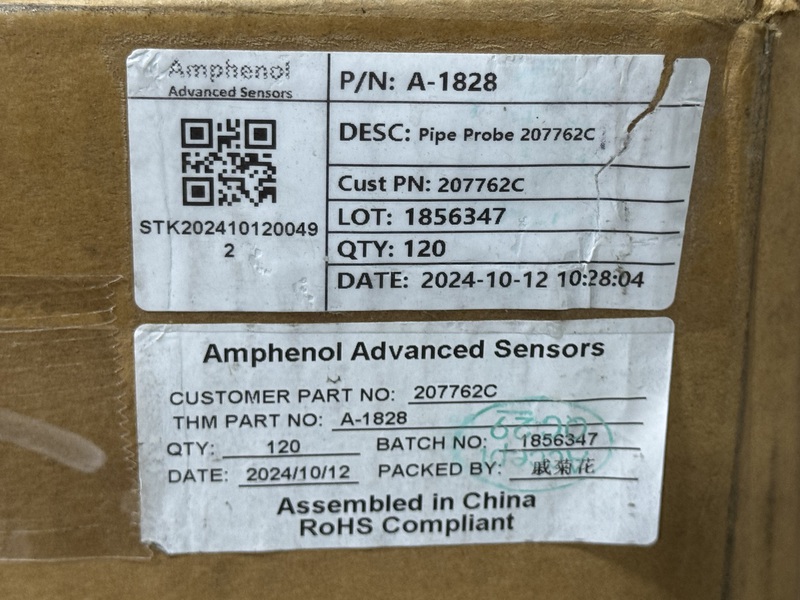 Amphenol
Advanced Sensors
STK202410120049
2
P/N: A-1828
DESC: Pipe Probe 207762C
Cust PN: 207762C
LOT: 1856347
QTY: 120
DATE: 2024-10-12 10:28:04
Amphenol Advanced Sensors
CUSTOMER PART NO: 207762C
THM PART NO: A-1828
QTY: 120 BATCH NO: 1856347
DATE: 2024/10/12 PACKED BY: 戚菊花
Assembled in China
RoHS Compliant